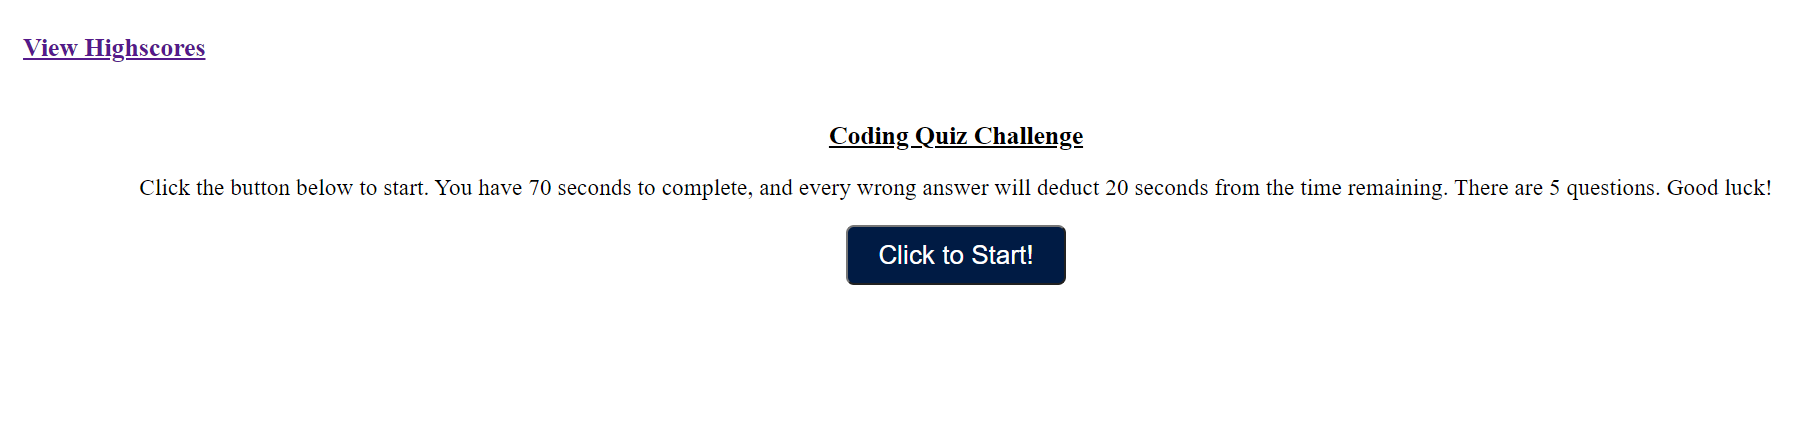 View Highscores
Coding Quiz Challenge
Click the button below to start. You have 70 seconds to complete, and every wrong answer will deduct 20 seconds from the time remaining. There are 5 questions. Good luck!
Click to Start!